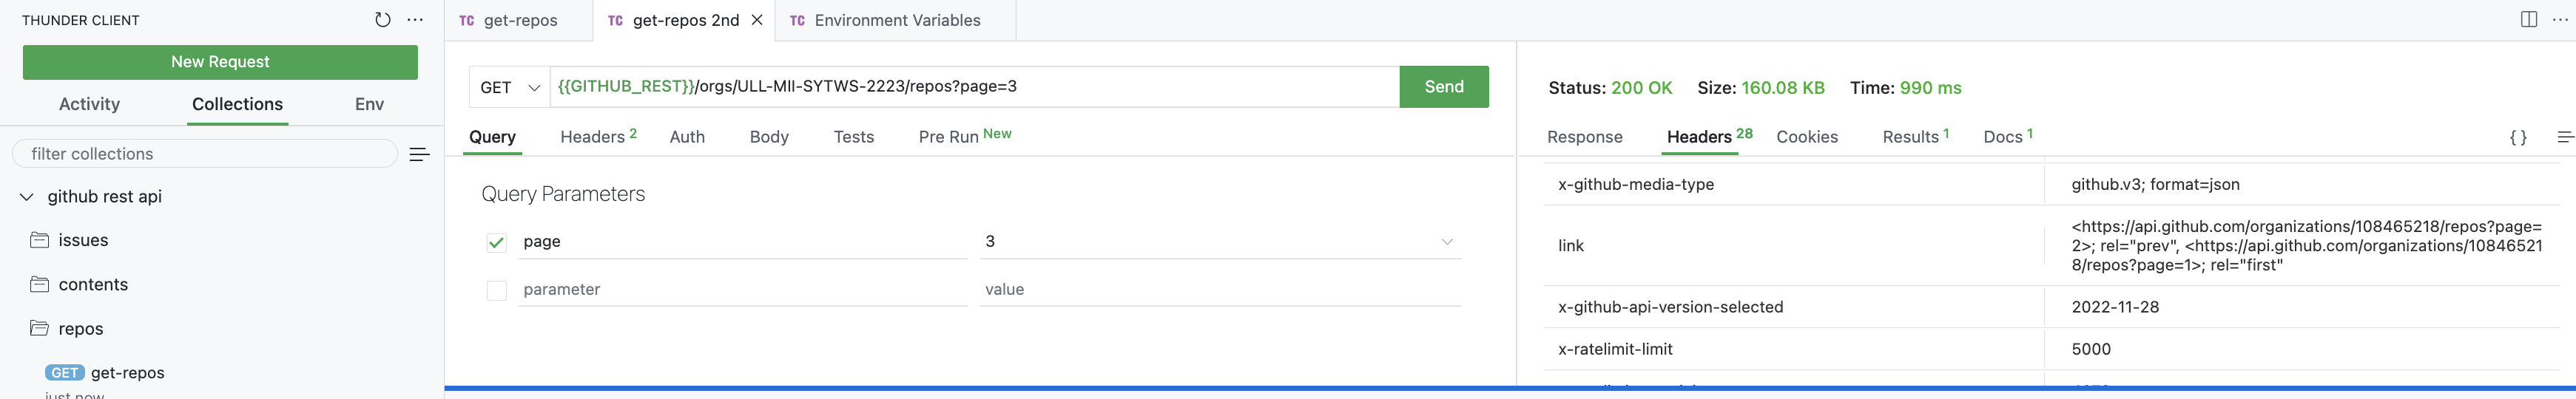 THUNDER CLIENT
New Request
Activity Collections Env
filter collections
github rest api
issues
contents
repos
GET get-repos
just now
TC get-repos TC get-repos 2nd TC Environment Variables
GET {{GITHUB_REST}}/orgs/ULL-MII-SYTWS-2223/repos?page=3 Send
Query Headers 2 Auth Body Tests Pre Run New
Query Parameters
page 3
parameter value
Status: 200 OK Size: 160.08 KB Time: 990 ms
Response Headers 28 Cookies Results 1 Docs 1 {}
x-github-media-type github.v3; format=json
link <https://api.github.com/organizations/108465218/repos?page=
2>; rel="prev", <https://api.github.com/organizations/10846521
8/repos?page=1>; rel="first"
x-github-api-version-selected 2022-11-28
x-ratelimit-limit 5000